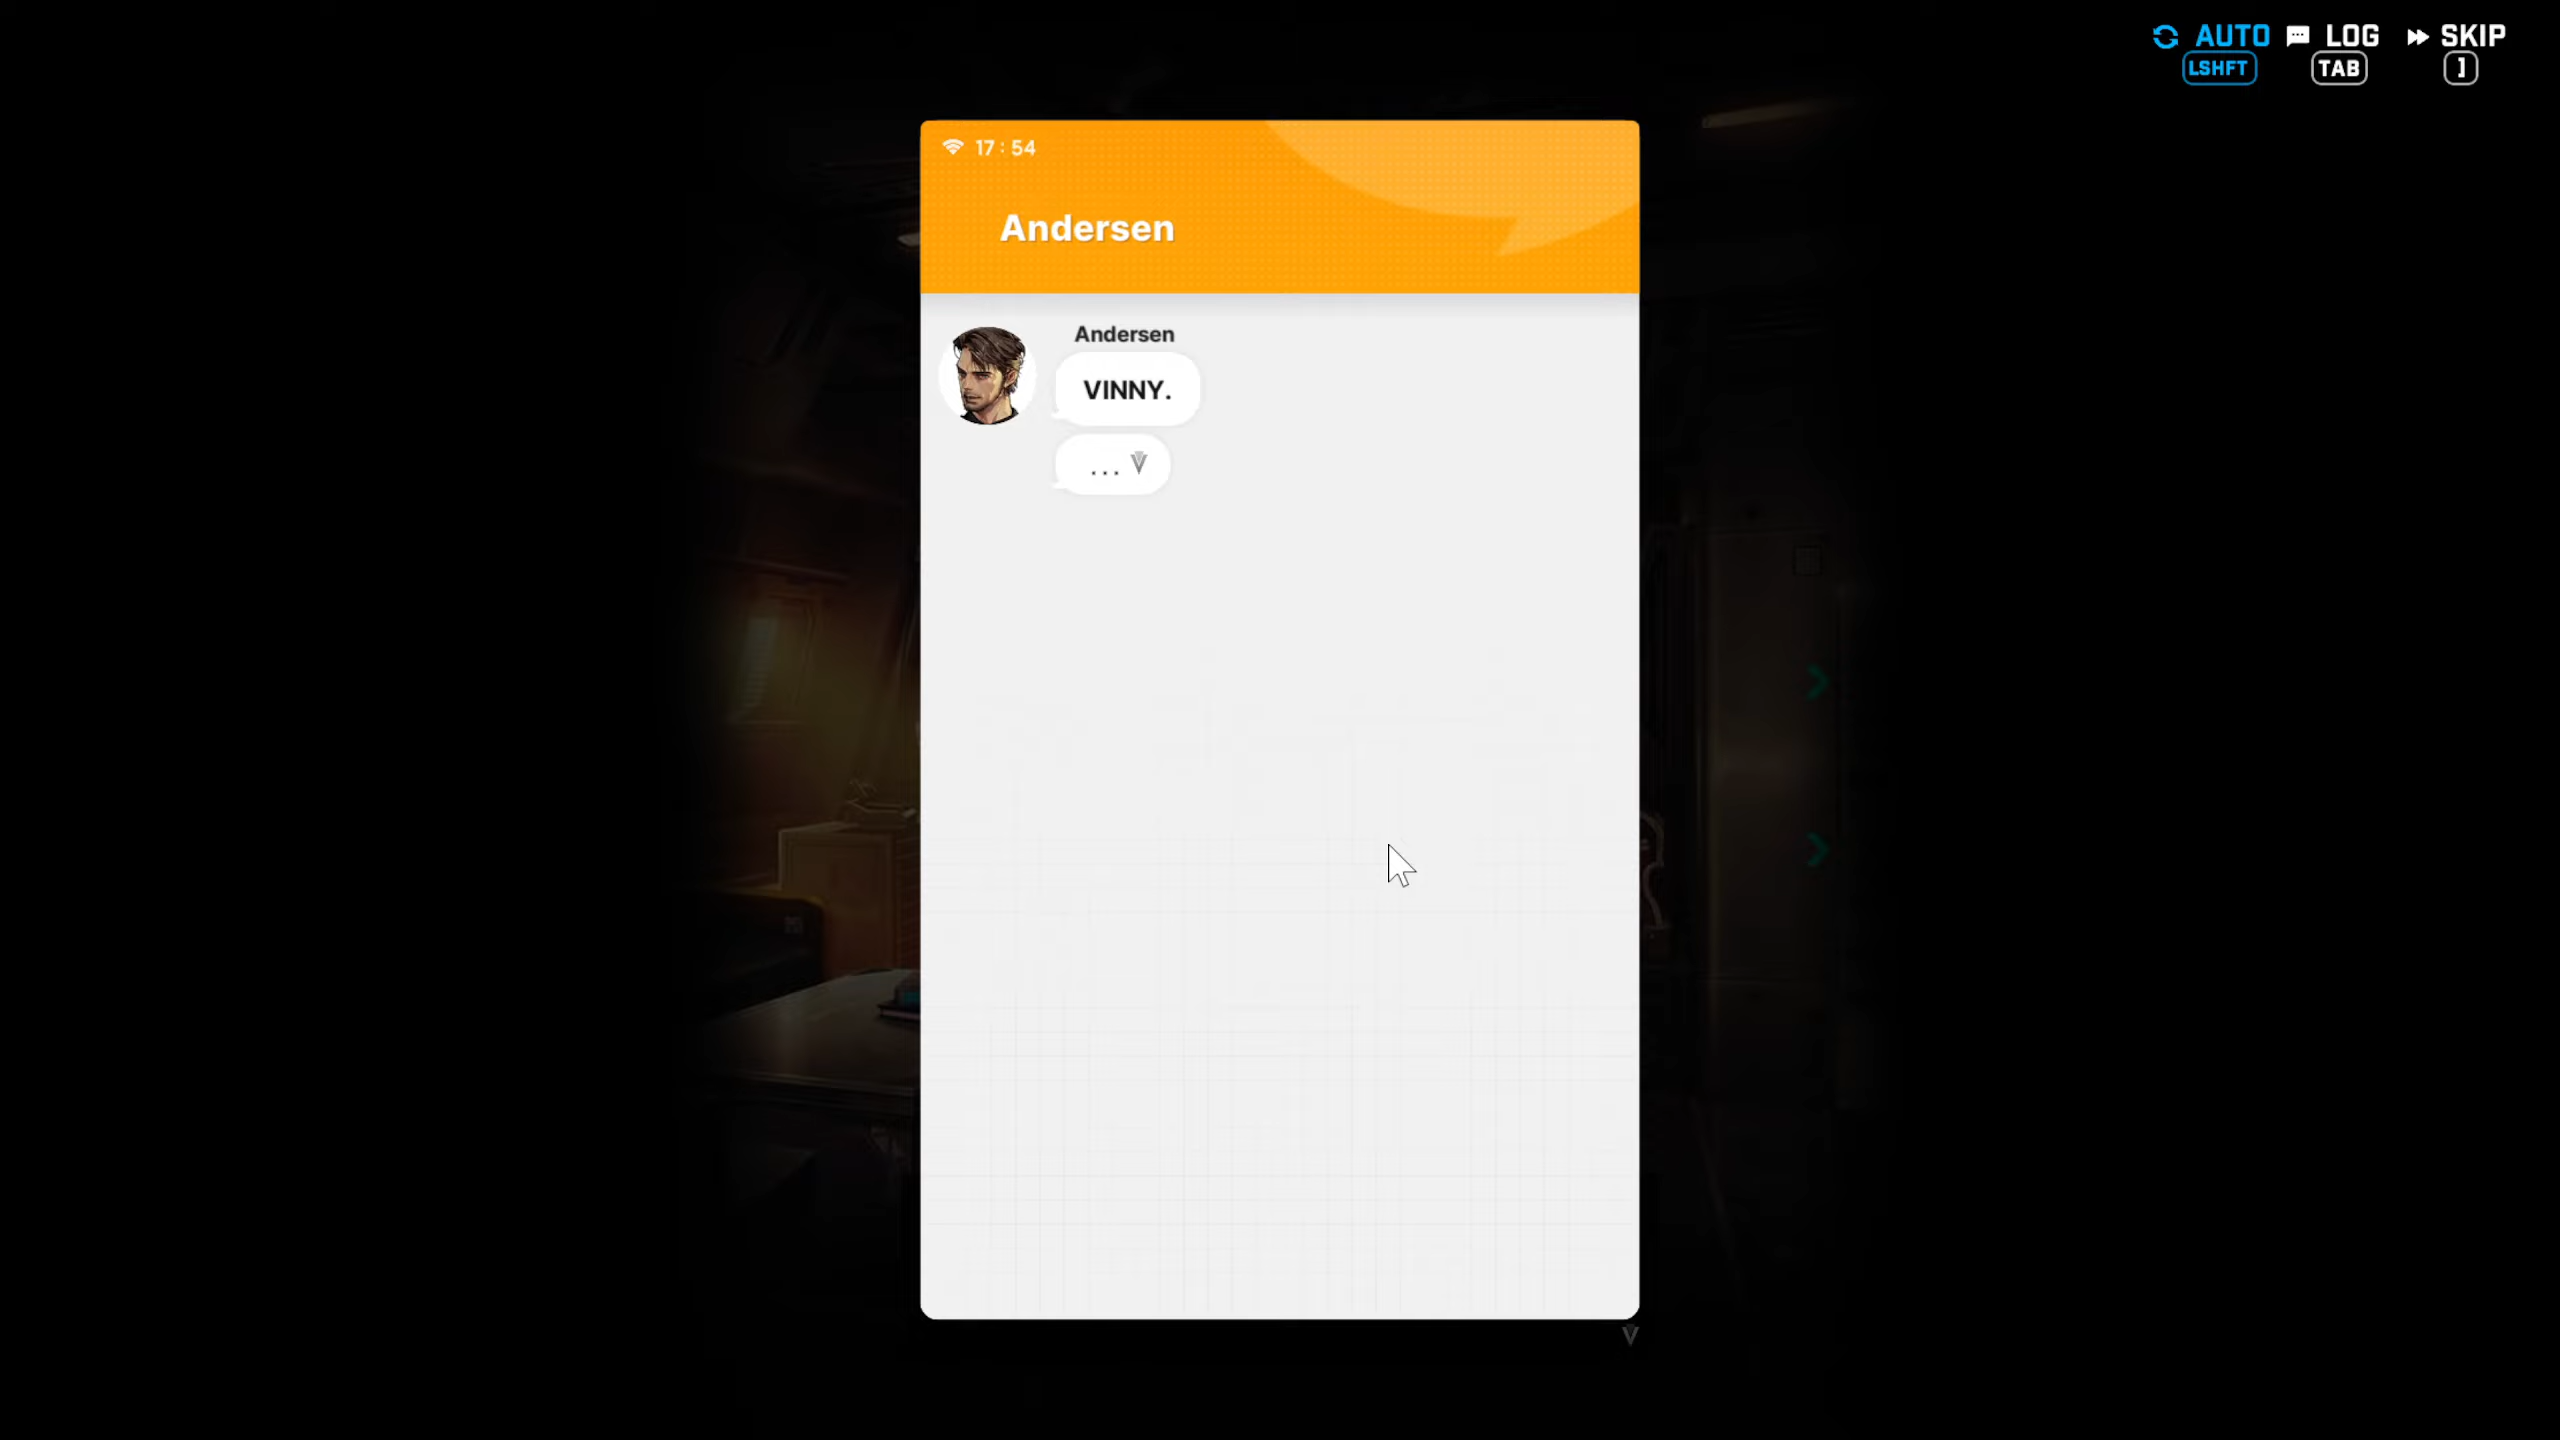 AUTO LOG SKIP
LSHFT TAB ]
17 : 54
Andersen
Andersen
VINNY.
...